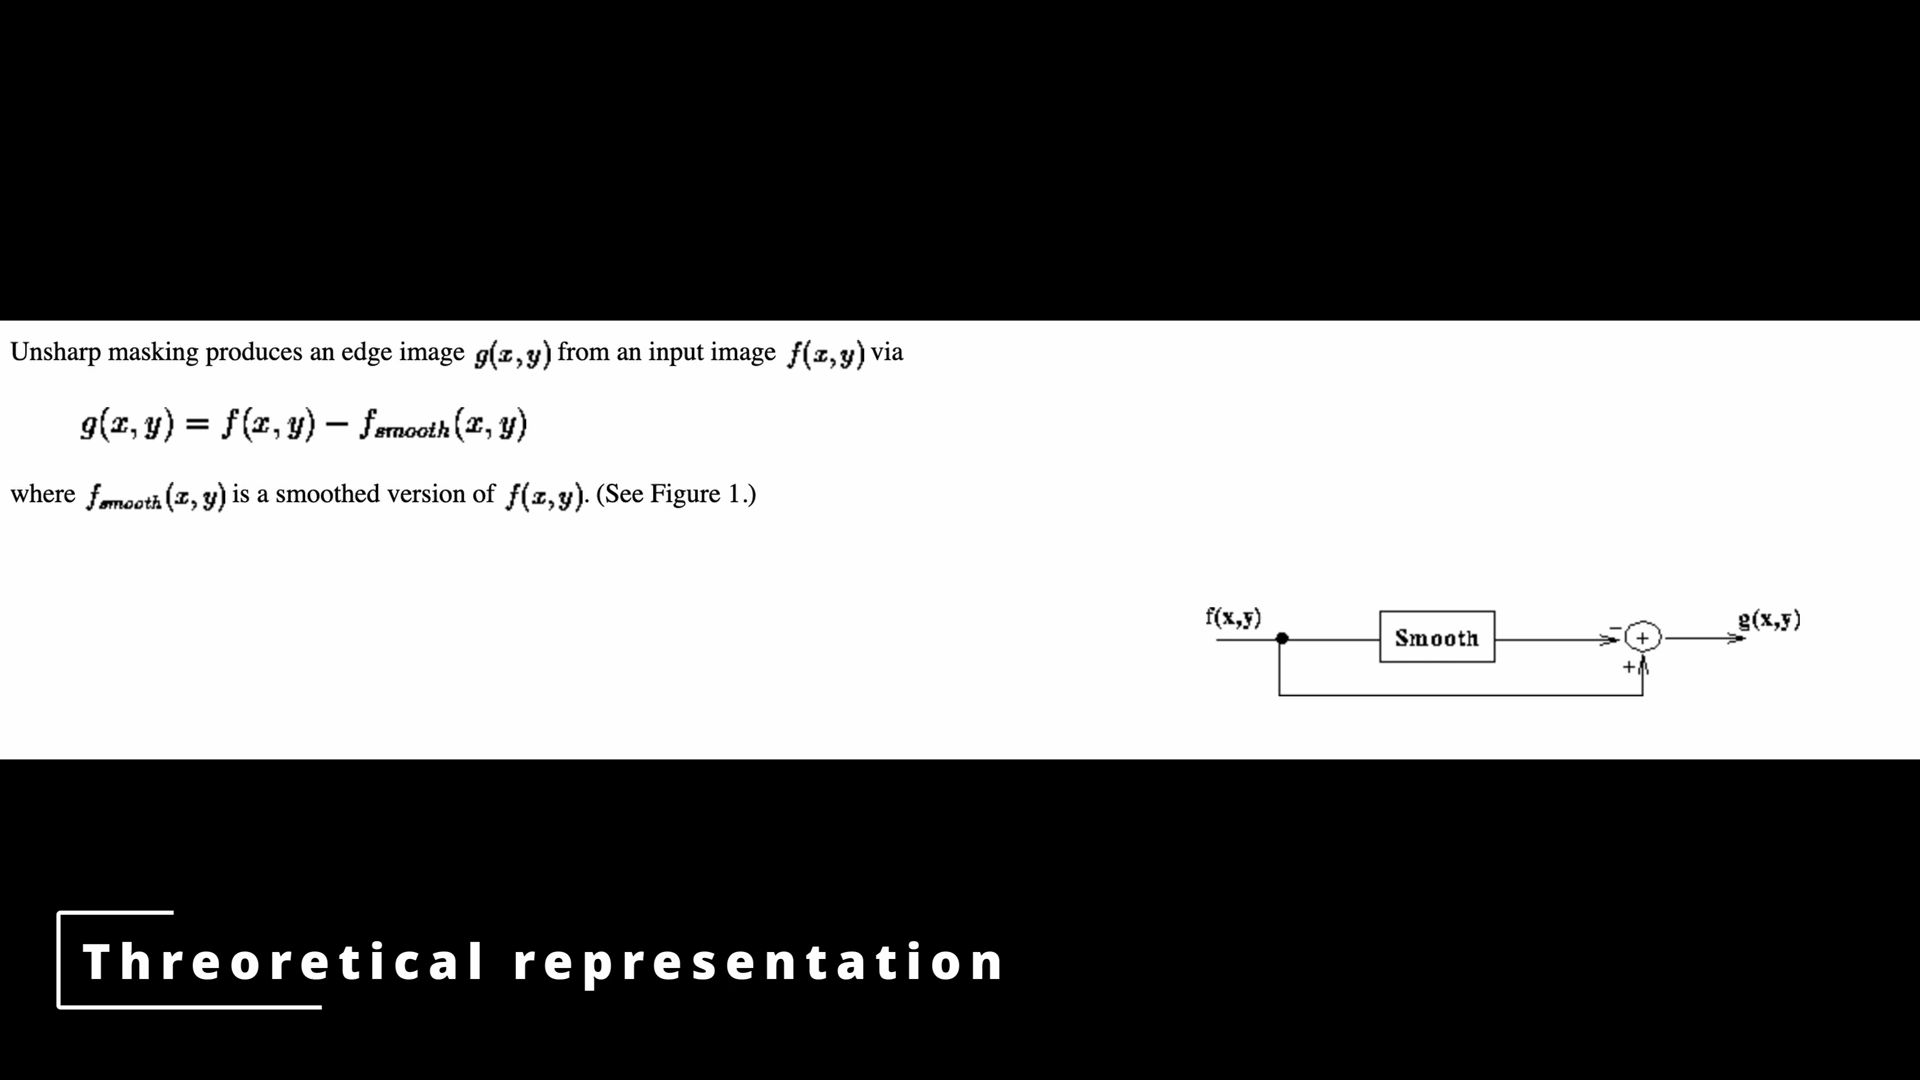 Unsharp masking produces an edge image g(x,y) from an input image f(x,y) via
g(x,y) = f(x,y) − f_smooth(x,y)
where f_smooth(x,y) is a smoothed version of f(x,y). (See Figure 1.)
f(x,y)
Smooth
−
+
+
g(x,y)
Threoretical representation